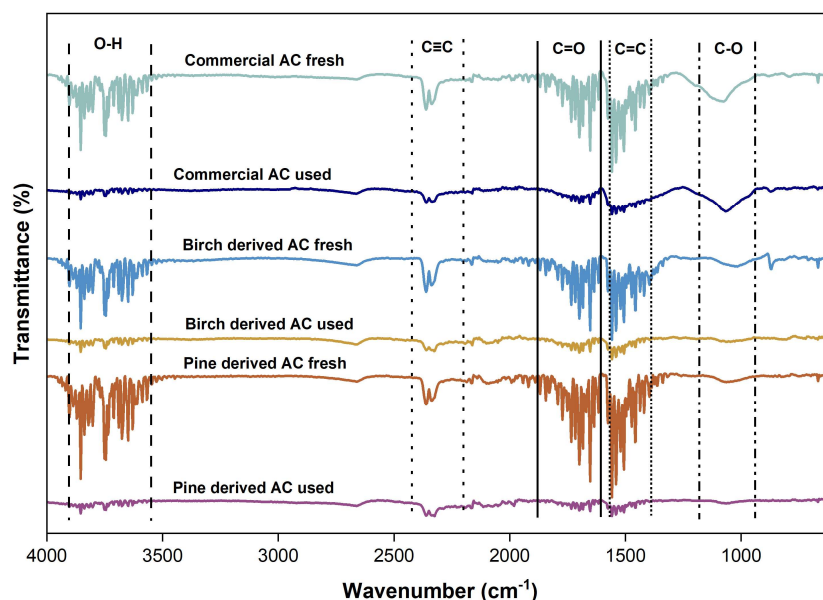 O-H
C≡C
C=O
C=C
C-O
Commercial AC fresh
Commercial AC used
Birch derived AC fresh
Birch derived AC used
Pine derived AC fresh
Pine derived AC used
Transmittance (%)
4000
3500
3000
2500
2000
1500
1000
Wavenumber (cm⁻¹)